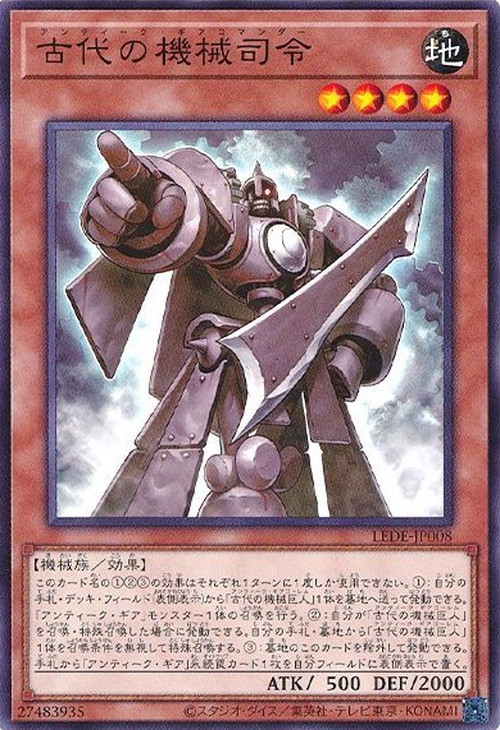 アンティーク・ギアコマンダー
古代の機械司令
ち
地
LEDE-JP008
【機械族／効果】
このカード名の①②③の効果はそれぞれ1ターンに1度しか使用できない。①：自分の
手札・デッキ・フィールド(表側表示)から「古代の機械巨人」1体を墓地へ送って発動できる。
「アンティーク・ギア」モンスター1体の召喚を行う。②：自分が「古代の機械巨人」
を召喚・特殊召喚した場合に発動できる。自分の手札・墓地から「古代の機械巨人」
1体を召喚条件を無視して特殊召喚する。③：墓地のこのカードを除外して発動できる。
手札から「アンティーク・ギア」永続罠カード1枚を自分フィールドに表側表示で置く。
ATK/ 500 DEF/2000
27483935
©スタジオ・ダイス／集英社・テレビ東京・KONAMI